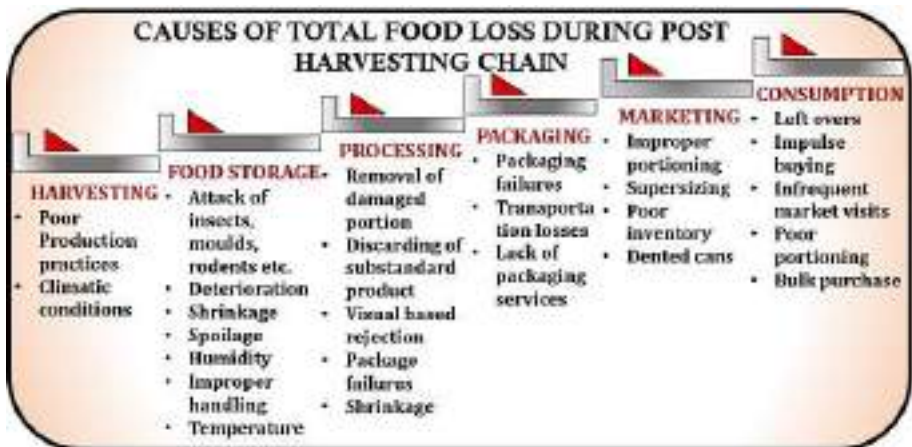 CAUSES OF TOTAL FOOD LOSS DURING POST
HARVESTING CHAIN
HARVESTING
• Poor
Production
practices
• Climatic
conditions
FOOD STORAGE
• Attack of
insects,
moulds,
rodents etc.
• Deterioration
• Shrinkage
• Spoilage
• Humidity
• Improper
handling
• Temperature
PROCESSING
• Removal of
damaged
portion
• Discarding of
substandard
product
• Visual based
rejection
• Package
failures
• Shrinkage
PACKAGING
• Packaging
failures
• Transporta
tion losses
• Lack of
packaging
services
MARKETING
• Improper
portioning
• Supersizing
• Poor
inventory
• Dented cans
CONSUMPTION
• Left overs
• Impulse
buying
• Infrequent
market visits
• Poor
portioning
• Bulk purchase